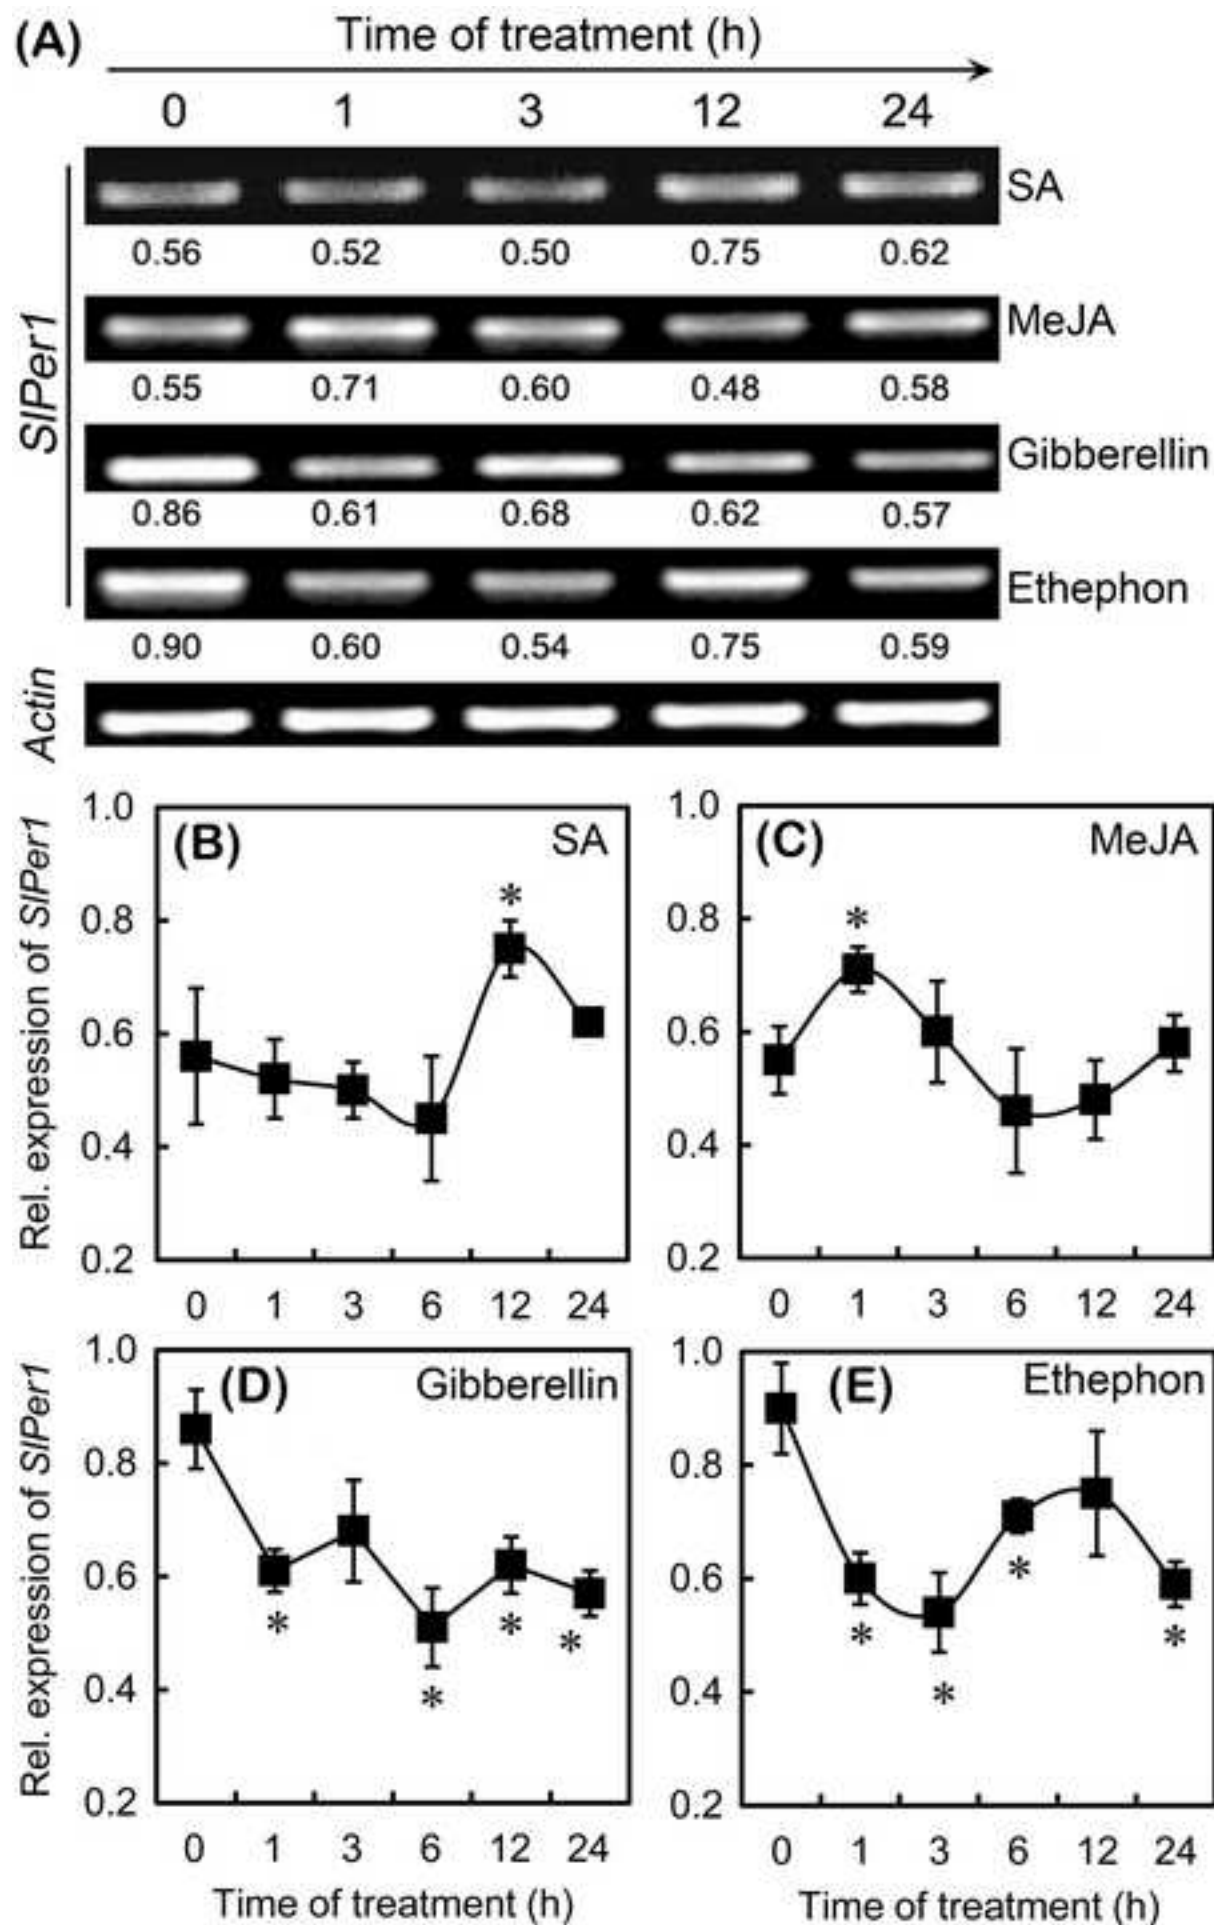 (A) Time of treatment (h)
0 1 3 12 24
SlPer1
SA
0.56 0.52 0.50 0.75 0.62
MeJA
0.55 0.71 0.60 0.48 0.58
Gibberellin
0.86 0.61 0.68 0.62 0.57
Ethephon
0.90 0.60 0.54 0.75 0.59
Actin
Rel. expression of SlPer1
1.0
0.8
0.6
0.4
0.2
(B) SA
*
0 1 3 6 12 24
1.0
0.8
0.6
0.4
0.2
(C) MeJA
*
0 1 3 6 12 24
Rel. expression of SlPer1
1.0
0.8
0.6
0.4
0.2
(D) Gibberellin
* * * *
0 1 3 6 12 24
Time of treatment (h)
1.0
0.8
0.6
0.4
0.2
(E) Ethephon
* * * *
0 1 3 6 12 24
Time of treatment (h)